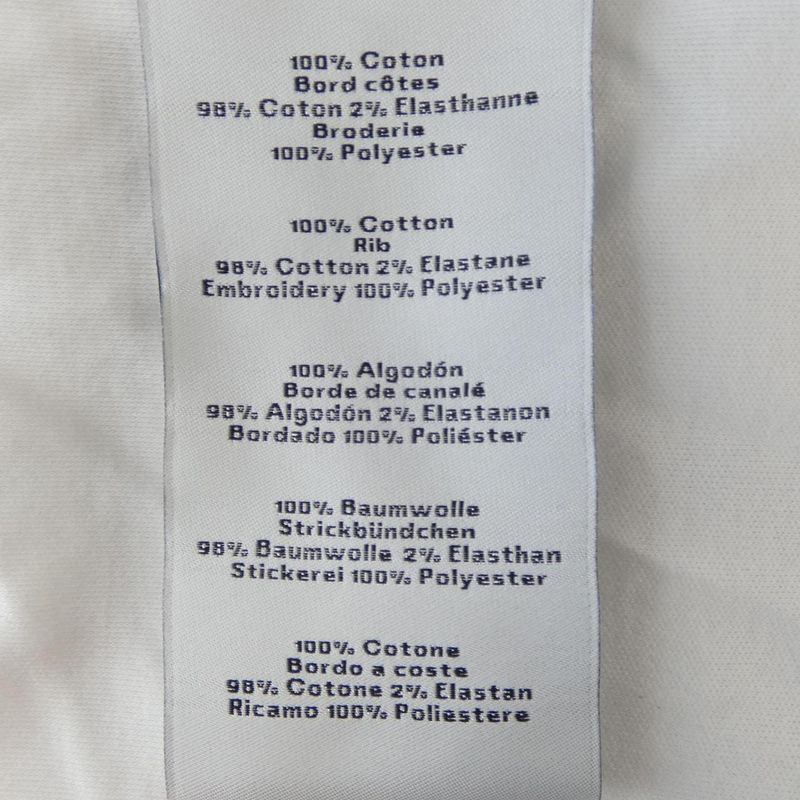 100% Coton
Bord côtes
98% Coton 2% Elasthanne
Broderie
100% Polyester
100% Cotton
Rib
98% Cotton 2% Elastane
Embroidery 100% Polyester
100% Algodón
Borde de canalé
98% Algodón 2% Elastanon
Bordado 100% Poliéster
100% Baumwolle
Strickbündchen
98% Baumwolle 2% Elasthan
Stickerei 100% Polyester
100% Cotone
Bordo a coste
98% Cotone 2% Elastan
Ricamo 100% Poliestere